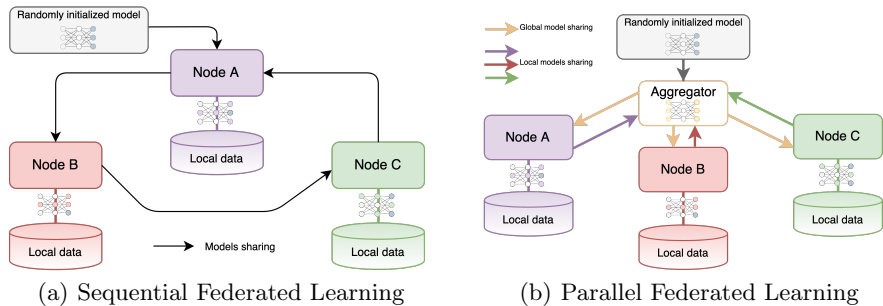 Randomly initialized model
Node A
Local data
Node B
Local data
Node C
Local data
Models sharing
(a) Sequential Federated Learning
Global model sharing
Local models sharing
Randomly initialized model
Aggregator
Node A
Local data
Node B
Local data
Node C
Local data
(b) Parallel Federated Learning